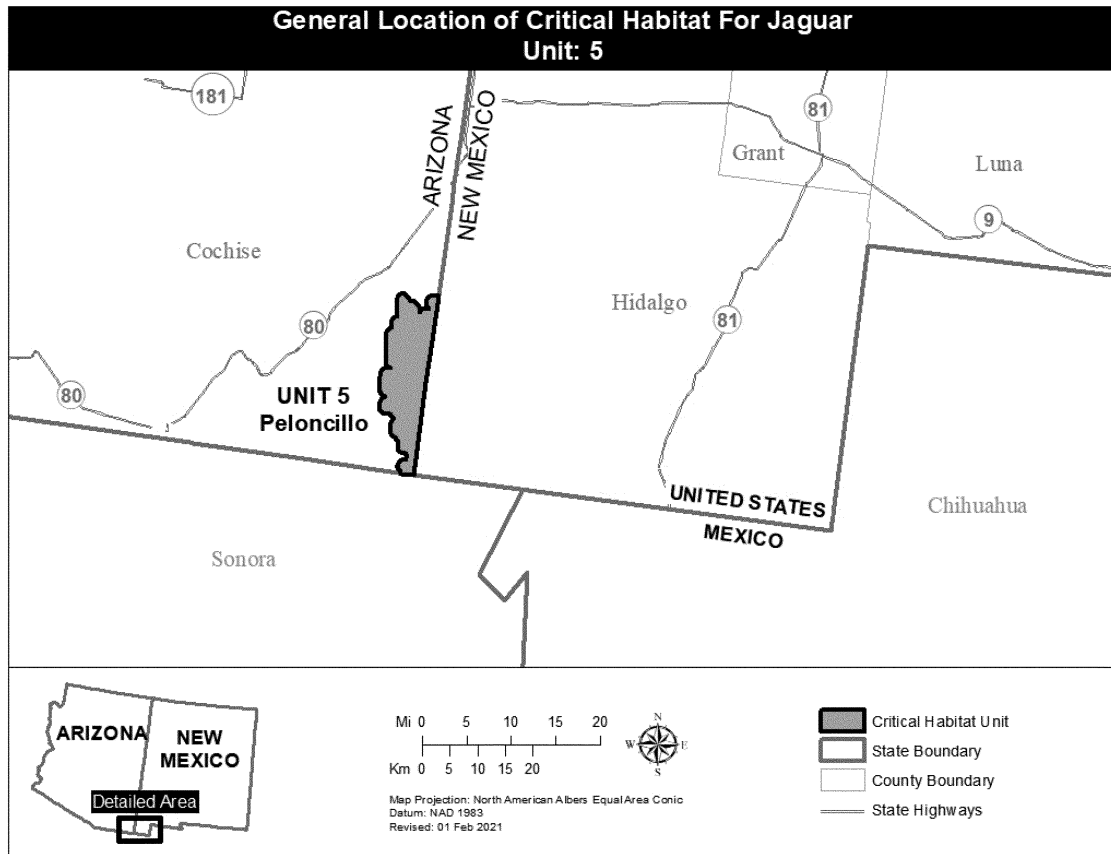 General Location of Critical Habitat For Jaguar
Unit: 5
181
ARIZONA
NEW MEXICO
81
Grant
Luna
9
Cochise
Hidalgo
80
81
80
UNIT 5
Peloncillo
UNITED STATES
MEXICO
Chihuahua
Sonora
ARIZONA
NEW
MEXICO
Detailed Area
Mi 0 5 10 15 20
Km 0 5 10 15 20
N
W E
S
Map Projection: North American Albers EqualArea Conic
Datum: NAD 1983
Revised: 01 Feb 2021
Critical Habitat Unit
State Boundary
County Boundary
State Highways